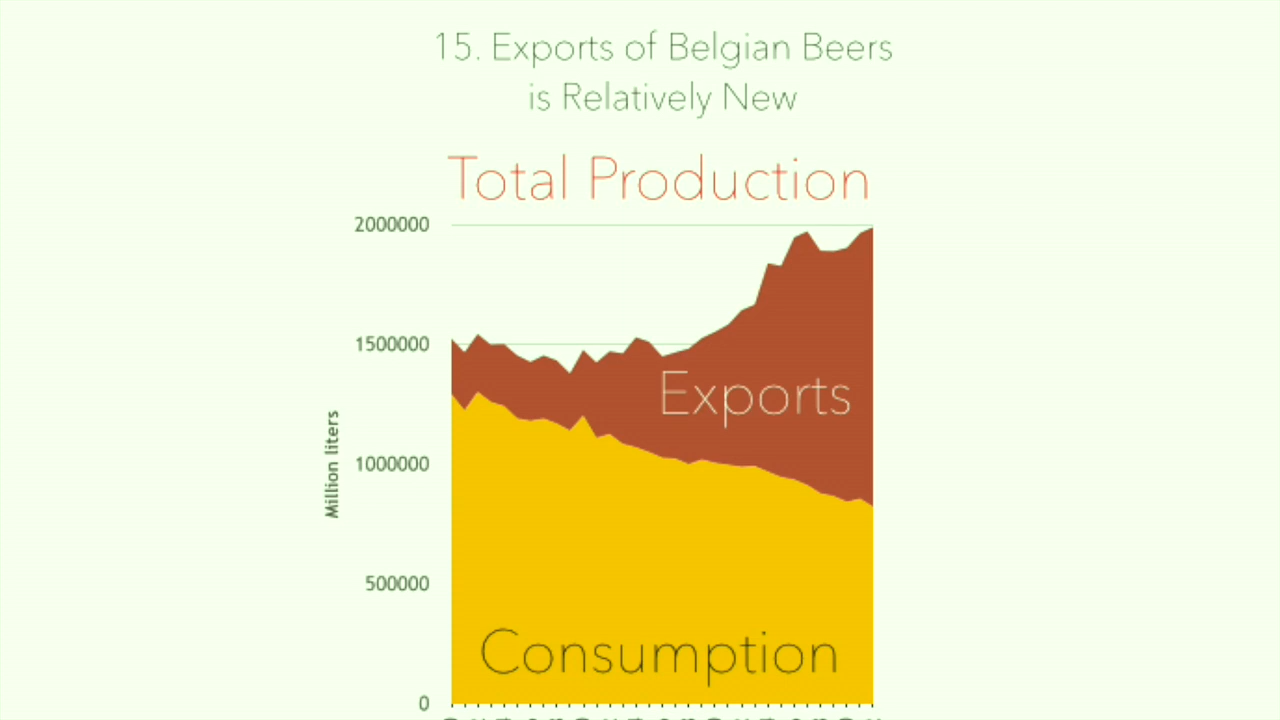 15. Exports of Belgian Beers
is Relatively New
Total Production
2000000
1500000
Exports
Million liters
1000000
500000
Consumption
0